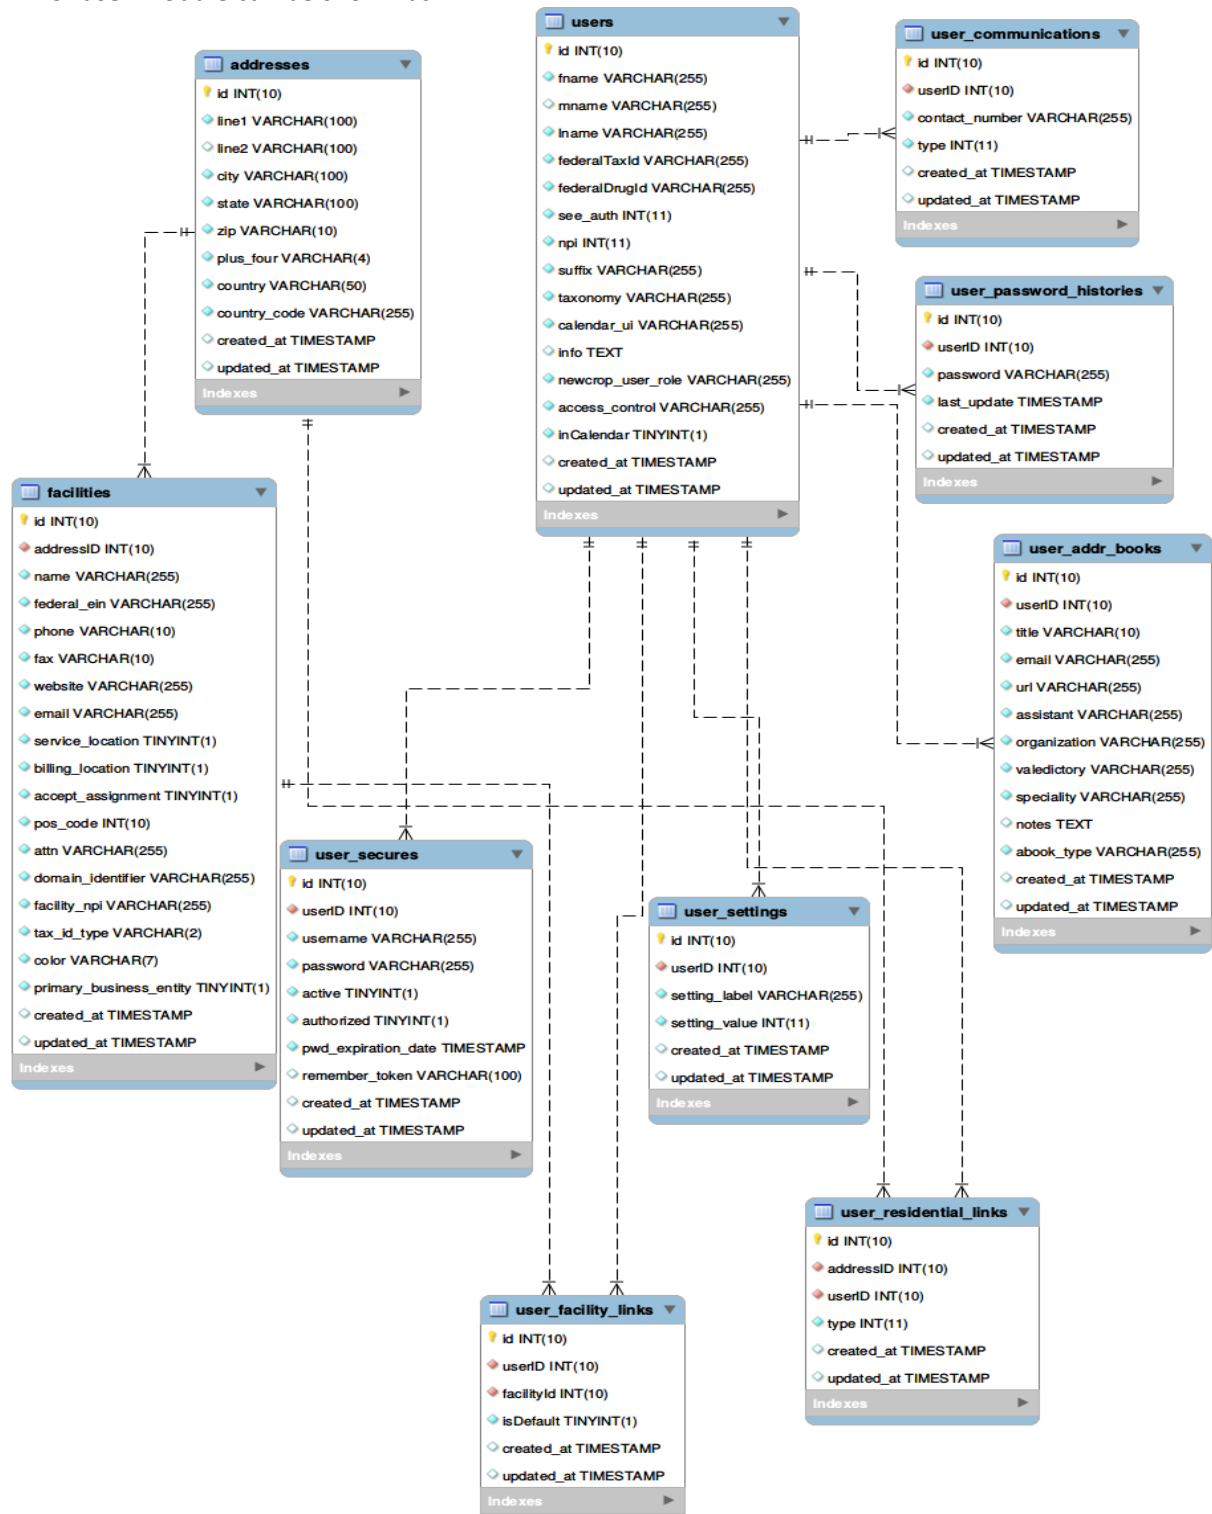 users
id INT(10)
fname VARCHAR(255)
mname VARCHAR(255)
lname VARCHAR(255)
federalTaxId VARCHAR(255)
federalDrugId VARCHAR(255)
see_auth INT(11)
npi INT(11)
suffix VARCHAR(255)
taxonomy VARCHAR(255)
calendar_ui VARCHAR(255)
info TEXT
newcrop_user_role VARCHAR(255)
access_control VARCHAR(255)
inCalendar TINYINT(1)
created_at TIMESTAMP
updated_at TIMESTAMP
Indexes
user_communications
id INT(10)
userID INT(10)
contact_number VARCHAR(255)
type INT(11)
created_at TIMESTAMP
updated_at TIMESTAMP
Indexes
addresses
id INT(10)
line1 VARCHAR(100)
line2 VARCHAR(100)
city VARCHAR(100)
state VARCHAR(100)
zip VARCHAR(10)
plus_four VARCHAR(4)
country VARCHAR(50)
country_code VARCHAR(255)
created_at TIMESTAMP
updated_at TIMESTAMP
Indexes
user_password_histories
id INT(10)
userID INT(10)
password VARCHAR(255)
last_update TIMESTAMP
created_at TIMESTAMP
updated_at TIMESTAMP
Indexes
facilities
id INT(10)
addressID INT(10)
name VARCHAR(255)
federal_ein VARCHAR(255)
phone VARCHAR(10)
fax VARCHAR(10)
website VARCHAR(255)
email VARCHAR(255)
service_location TINYINT(1)
billing_location TINYINT(1)
accept_assignment TINYINT(1)
pos_code INT(10)
attn VARCHAR(255)
domain_identifier VARCHAR(255)
facility_npi VARCHAR(255)
tax_id_type VARCHAR(2)
color VARCHAR(7)
primary_business_entity TINYINT(1)
created_at TIMESTAMP
updated_at TIMESTAMP
Indexes
user_addr_books
id INT(10)
userID INT(10)
title VARCHAR(10)
email VARCHAR(255)
url VARCHAR(255)
assistant VARCHAR(255)
organization VARCHAR(255)
valedictory VARCHAR(255)
speciality VARCHAR(255)
notes TEXT
abook_type VARCHAR(255)
created_at TIMESTAMP
updated_at TIMESTAMP
Indexes
user_secures
id INT(10)
userID INT(10)
username VARCHAR(255)
password VARCHAR(255)
active TINYINT(1)
authorized TINYINT(1)
pwd_expiration_date TIMESTAMP
remember_token VARCHAR(100)
created_at TIMESTAMP
updated_at TIMESTAMP
Indexes
user_settings
id INT(10)
userID INT(10)
setting_label VARCHAR(255)
setting_value INT(11)
created_at TIMESTAMP
updated_at TIMESTAMP
Indexes
user_residential_links
id INT(10)
addressID INT(10)
userID INT(10)
type INT(11)
created_at TIMESTAMP
updated_at TIMESTAMP
Indexes
user_facility_links
id INT(10)
userID INT(10)
facilityId INT(10)
isDefault TINYINT(1)
created_at TIMESTAMP
updated_at TIMESTAMP
Indexes